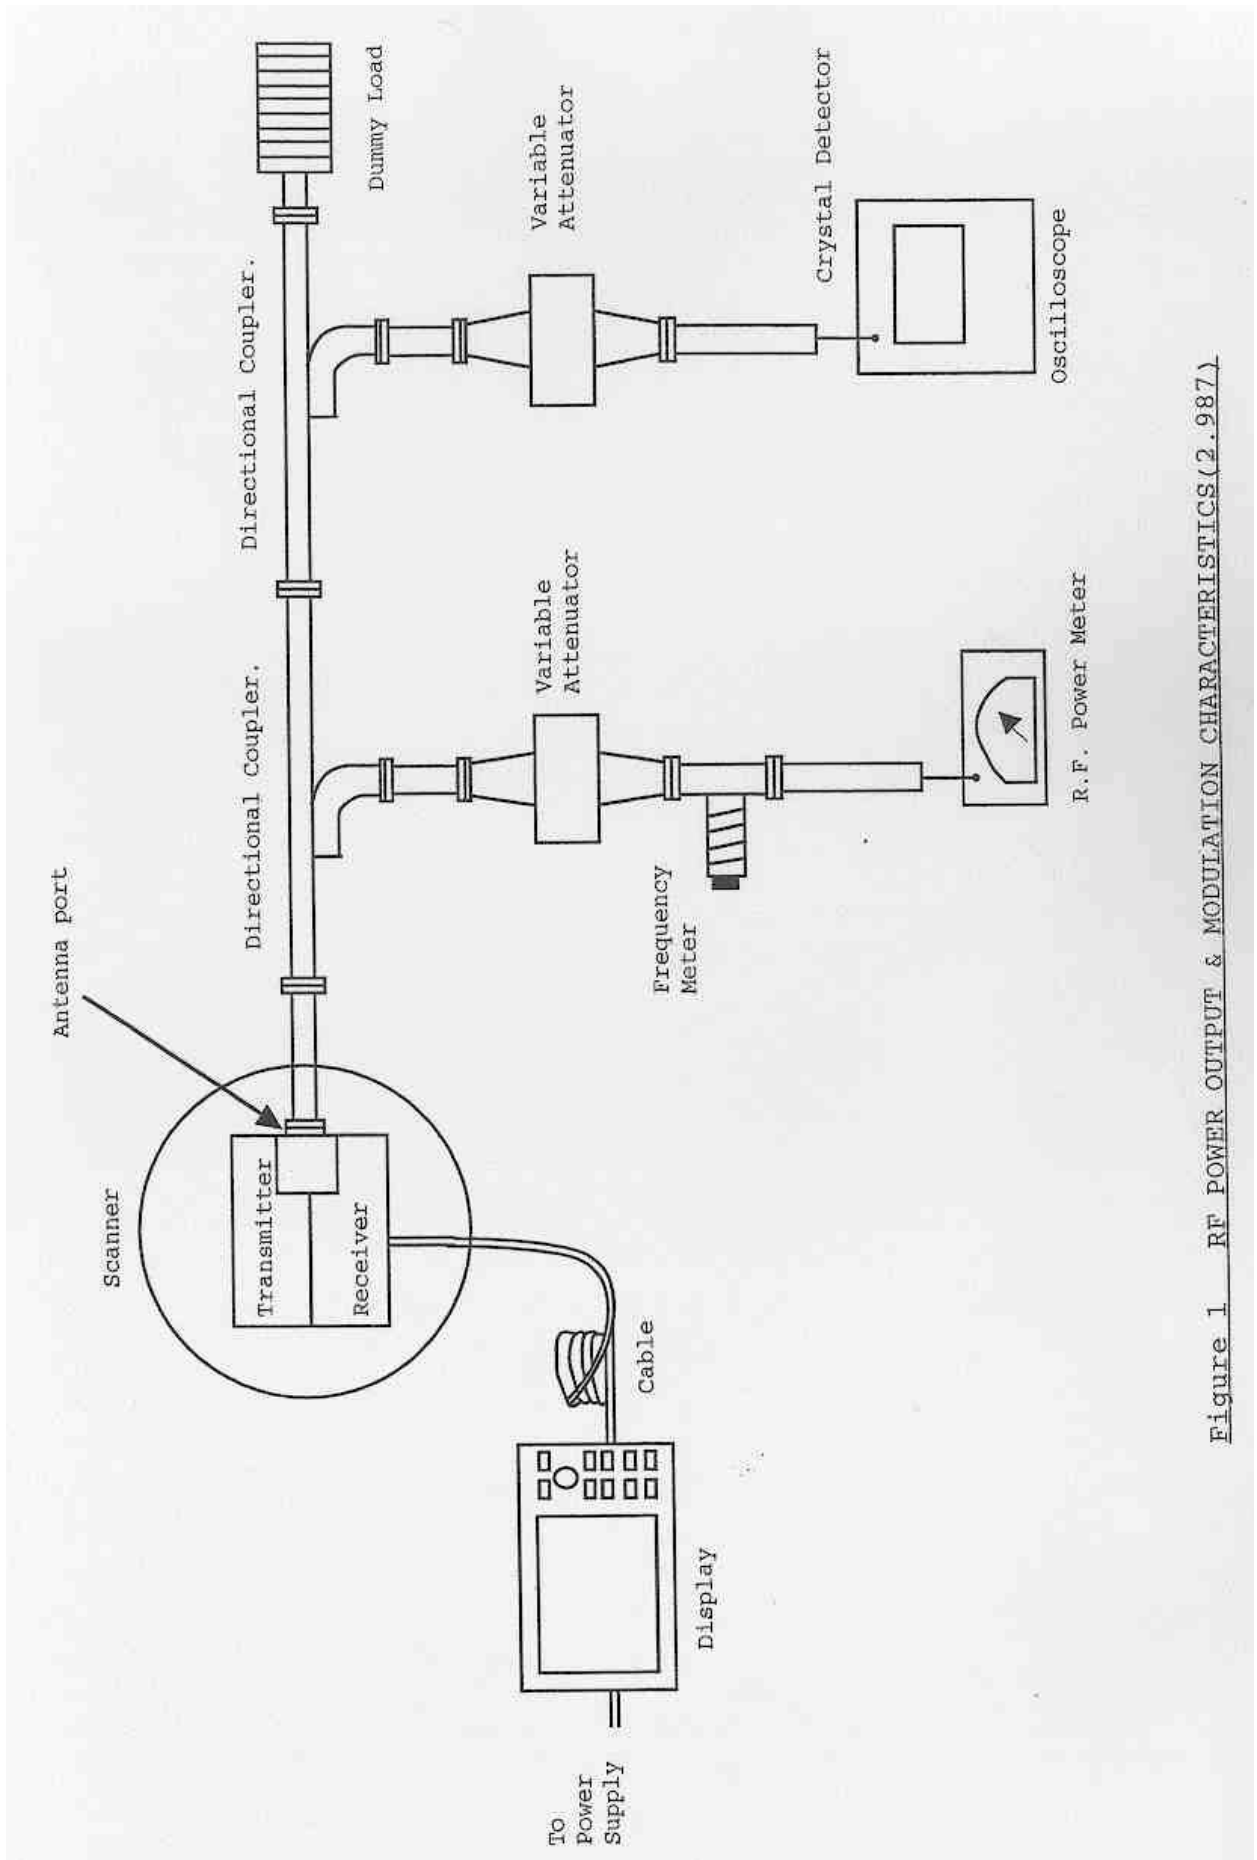 Antenna port
Scanner
Transmitter
Receiver
Directional Coupler.
Directional Coupler.
Dummy Load
Variable
Attenuator
Variable
Attenuator
Frequency
Meter
Crystal Detector
To
Power
Supply
Display
Cable
R.F. Power Meter
Oscilloscope
Figure 1 RF POWER OUTPUT & MODULATION CHARACTERISTICS(2.987)